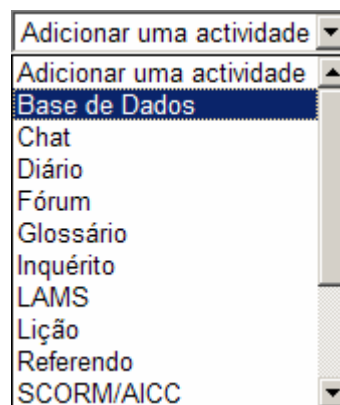 Adicionar uma actividade
Adicionar uma actividade
Base de Dados
Chat
Diário
Fórum
Glossário
Inquérito
LAMS
Lição
Referendo
SCORM/AICC